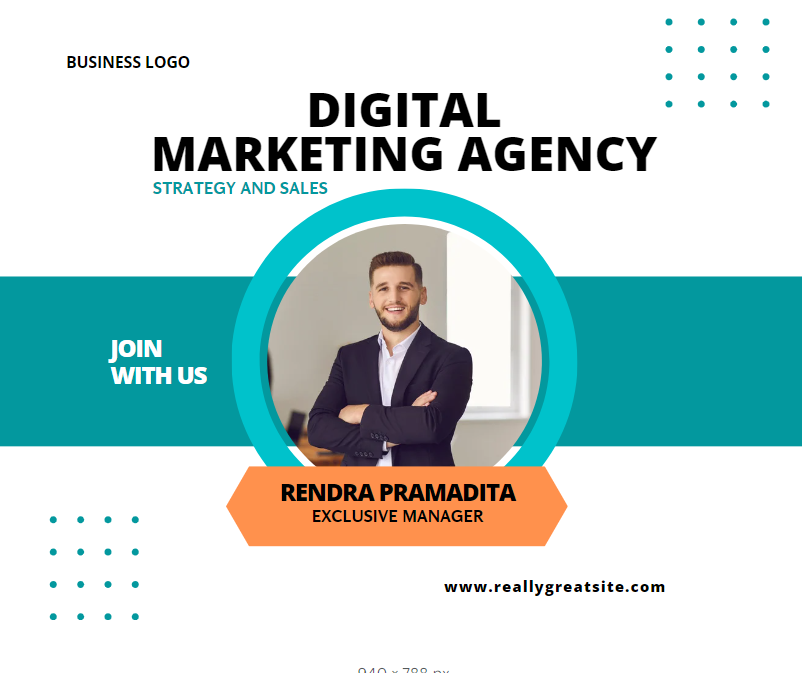 BUSINESS LOGO
DIGITAL
MARKETING AGENCY
STRATEGY AND SALES
JOIN
WITH US
RENDRA PRAMADITA
EXCLUSIVE MANAGER
www.reallygreatsite.com
940 x 788 px